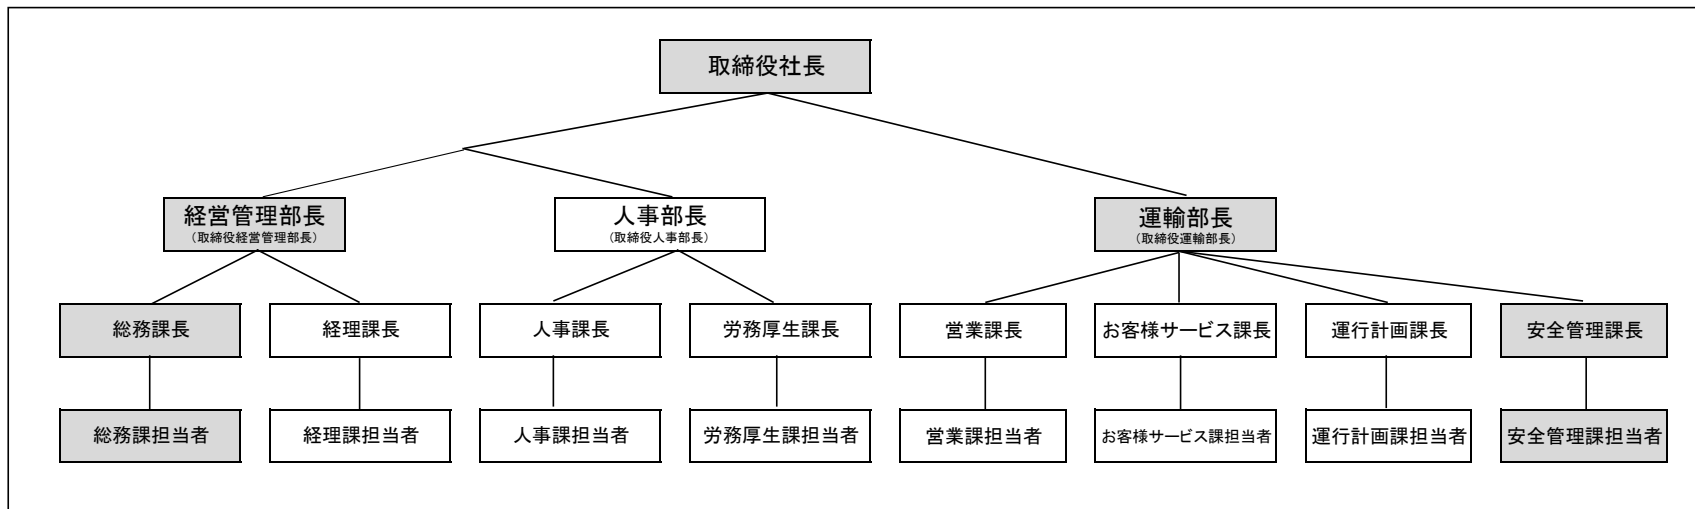 取締役社長
経営管理部長
（取締役経営管理部長）
人事部長
（取締役人事部長）
運輸部長
（取締役運輸部長）
総務課長
経理課長
人事課長
労務厚生課長
営業課長
お客様サービス課長
運行計画課長
安全管理課長
総務課担当者
経理課担当者
人事課担当者
労務厚生課担当者
営業課担当者
お客様サービス課担当者
運行計画課担当者
安全管理課担当者